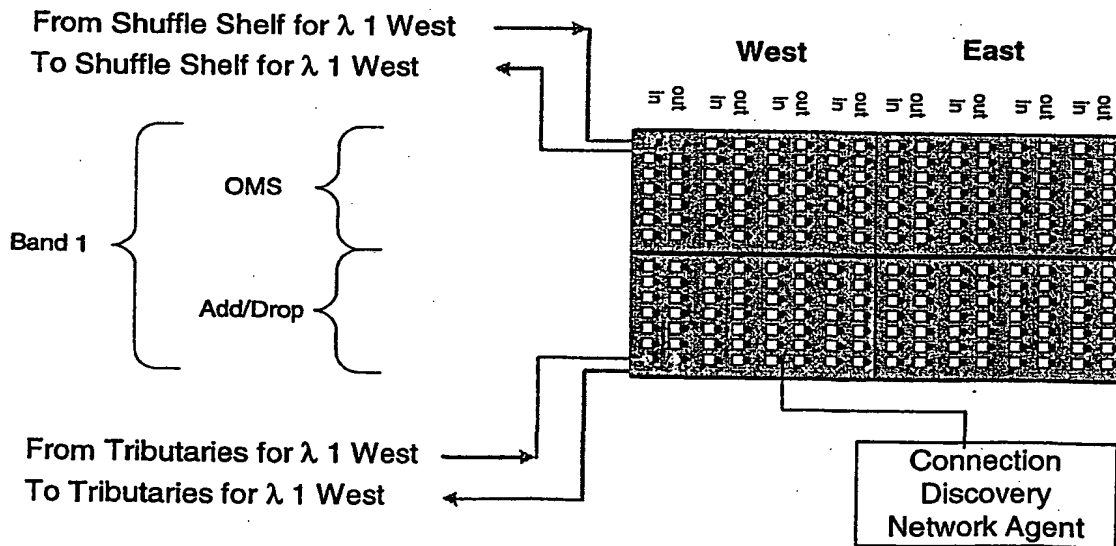 From Shuffle Shelf for λ 1 West
To Shuffle Shelf for λ 1 West
West East
in out in out in out in out in out in out in out in out
OMS
Band 1
Add/Drop
From Tributaries for λ 1 West
To Tributaries for λ 1 West
Connection
Discovery
Network Agent